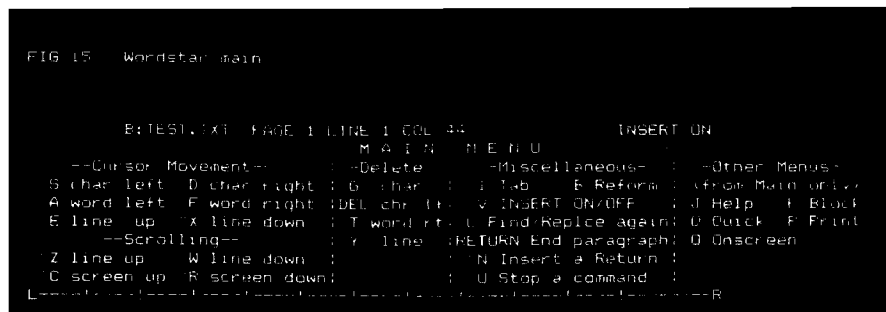 FIG 15 Wordstar main
B:TEST.TXT PAGE 1 LINE 1 COL 44 INSERT ON
M A I N M E N U
--Cursor Movement-- | -Delete- | -Miscellaneous- | -Other Menus-
^S char left ^D char right | ^G char | ^I Tab ^B Reform | (from Main only)
^A word left ^F word right |DEL chr lf| ^V INSERT ON/OFF | ^J Help ^K Block
^E line up ^X line down | ^T word rt| ^L Find/Replce again| ^Q Quick ^P Print
--Scrolling-- | ^Y line |RETURN End paragraph| ^O Onscreen
^Z line up ^W line down | | ^N Insert a Return |
^C screen up ^R screen down| | ^U Stop a command |